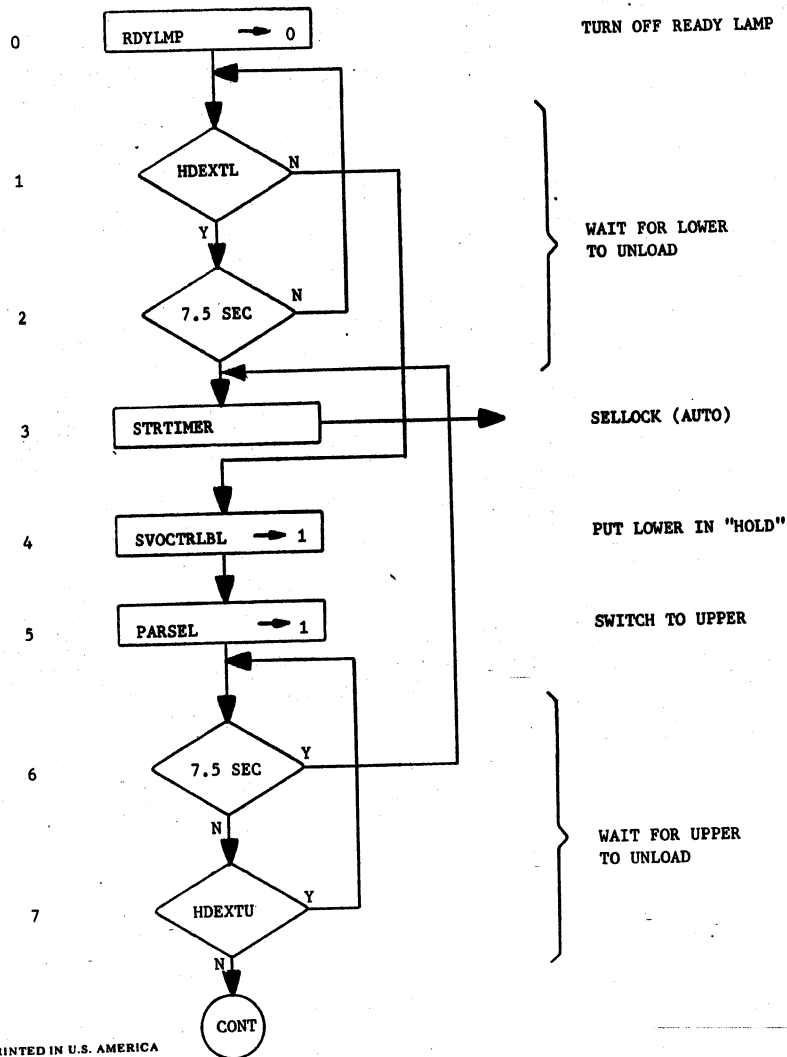 0
RDYLMP → 0
TURN OFF READY LAMP
1
HDEXTL
N
Y
WAIT FOR LOWER
TO UNLOAD
2
7.5 SEC
N
3
STRTIMER
SELLOCK (AUTO)
4
SVOCTRLBL → 1
PUT LOWER IN "HOLD"
5
PARSEL → 1
SWITCH TO UPPER
6
7.5 SEC
Y
N
WAIT FOR UPPER
TO UNLOAD
7
HDEXTU
Y
N
CONT
RINTED IN U.S. AMERICA